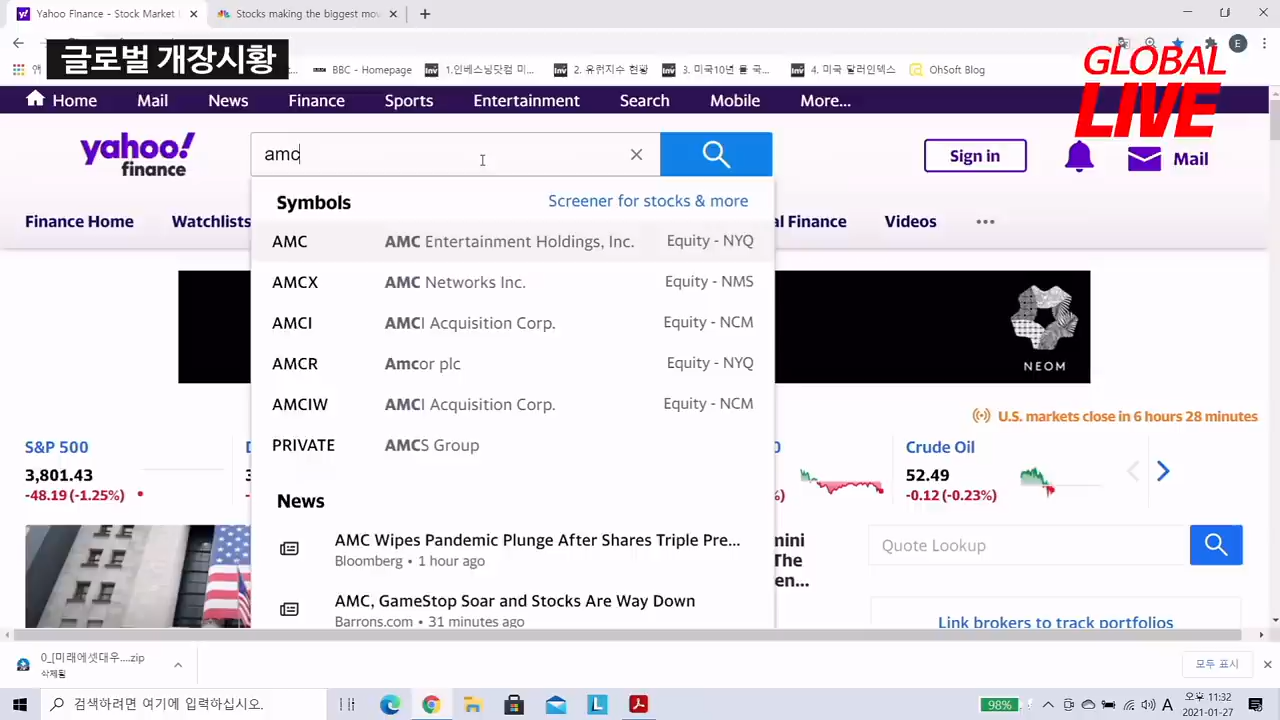 Yahoo Finance - Stock Market
Stocks making the biggest mo
글로벌 개장시황
BBC - Homepage
1.인베스닝닷컴 미...
2. 유런지수 현황
3. 미국10년 물 국...
4. 미국 달러인덱스
OhSoft Blog
GLOBAL
LIVE
Home
Mail
News
Finance
Sports
Entertainment
Search
Mobile
More...
yahoo!
finance
amc
Sign in
Mail
Symbols
Screener for stocks & more
Finance Home
Watchlists
al Finance
Videos
AMC AMC Entertainment Holdings, Inc. Equity - NYQ
AMCX AMC Networks Inc. Equity - NMS
AMCI AMCI Acquisition Corp. Equity - NCM
AMCR Amcor plc Equity - NYQ
AMCIW AMCI Acquisition Corp. Equity - NCM
PRIVATE AMCS Group
NEOM
U.S. markets close in 6 hours 28 minutes
S&P 500
3,801.43
-48.19 (-1.25%)
Crude Oil
52.49
-0.12 (-0.23%)
News
AMC Wipes Pandemic Plunge After Shares Triple Pre...
Bloomberg • 1 hour ago
AMC, GameStop Soar and Stocks Are Way Down
Barrons.com • 31 minutes ago
mini
The
en...
Quote Lookup
Link brokers to track portfolios
0_[미래에셋대우....zip
삭제됨
모두 표시
검색하려면 여기에 입력하십시오.
98%
A
오후 11:32
2021-01-27